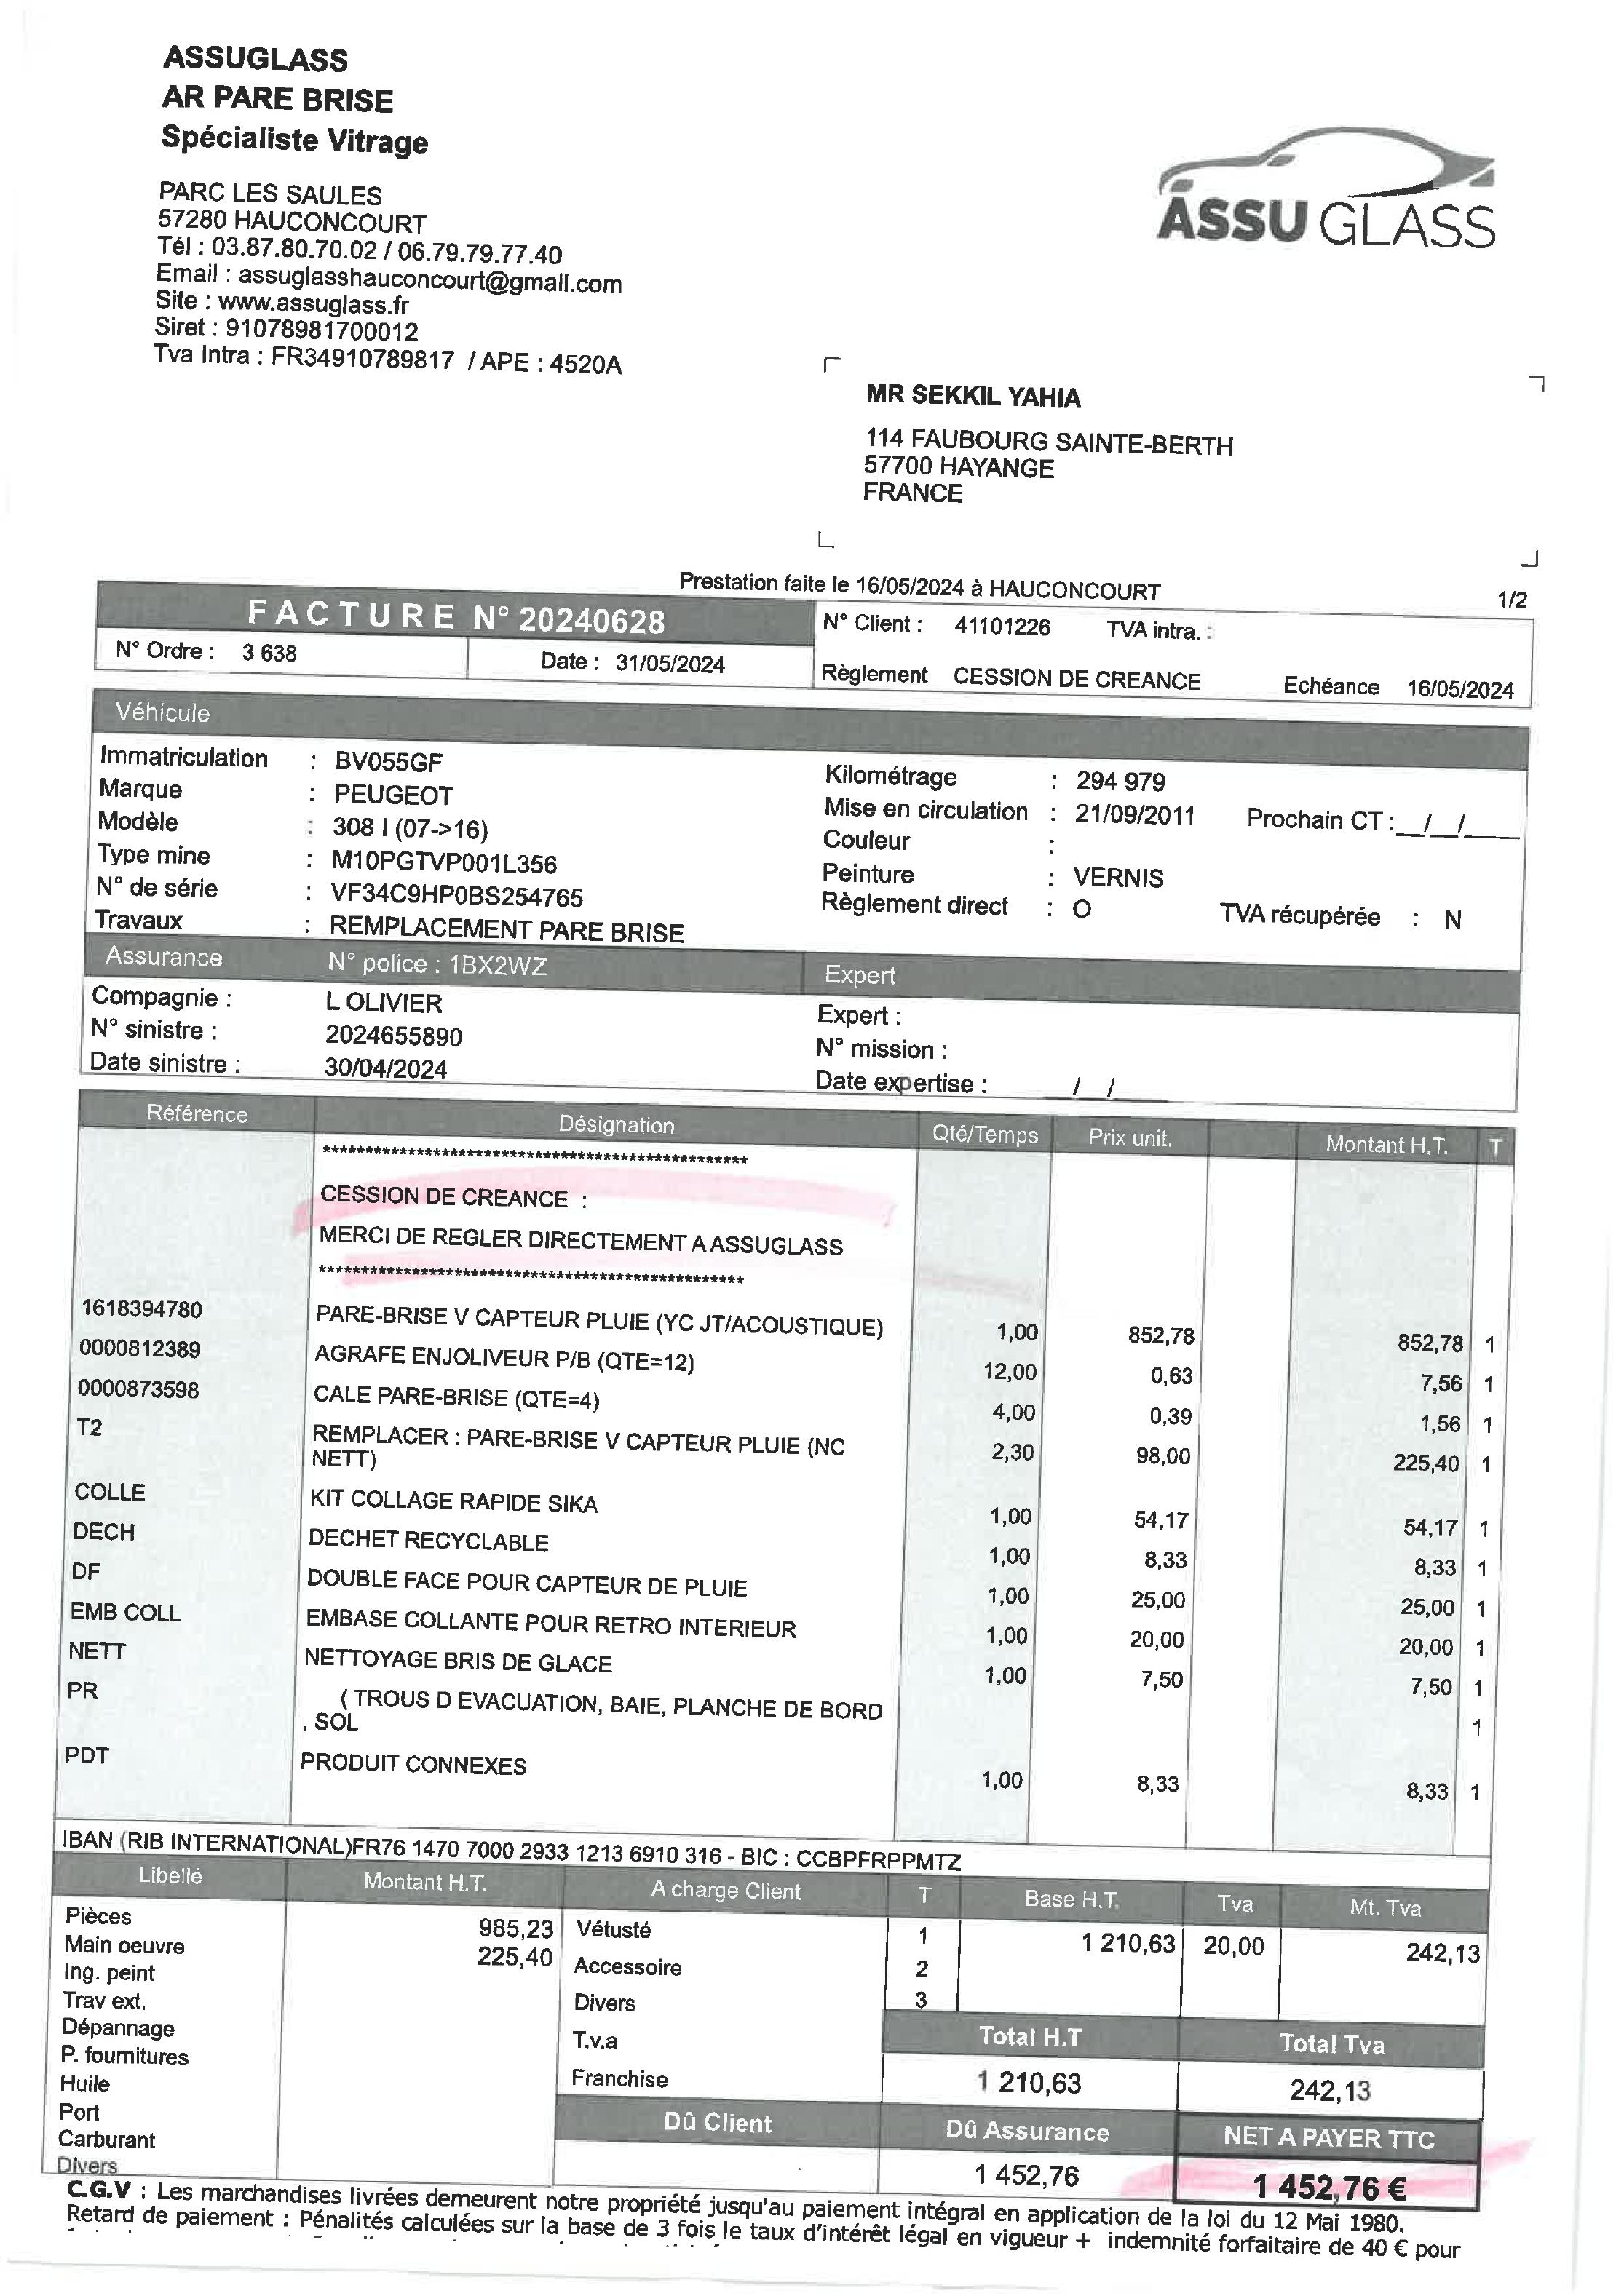 ASSUGLASS
AR PARE BRISE
Spécialiste Vitrage
PARC LES SAULES
57280 HAUCONCOURT
Tél : 03.87.80.70.02 / 06.79.79.77.40
Email : assuglasshauconcourt@gmail.com
Site : www.assuglass.fr
Siret : 91078981700012
Tva Intra : FR34910789817 / APE : 4520A
ASSU GLASS
MR SEKKIL YAHIA
114 FAUBOURG SAINTE-BERTH
57700 HAYANGE
FRANCE
Prestation faite le 16/05/2024 à HAUCONCOURT 1/2
FACTURE N° 20240628
N° Ordre : 3 638 Date : 31/05/2024
N° Client : 41101226 TVA intra. :
Règlement CESSION DE CREANCE Echéance 16/05/2024
Véhicule
Immatriculation : BV055GF
Marque : PEUGEOT
Modèle : 308 I (07->16)
Type mine : M10PGTVP001L356
N° de série : VF34C9HP0BS254765
Travaux : REMPLACEMENT PARE BRISE
Kilométrage : 294 979
Mise en circulation : 21/09/2011 Prochain CT :__/__/____
Couleur :
Peinture : VERNIS
Règlement direct : O TVA récupérée : N
Assurance N° police : 1BX2WZ Expert
Compagnie : L OLIVIER
N° sinistre : 2024655890
Date sinistre : 30/04/2024
Expert :
N° mission :
Date expertise : __/__/____
Référence Désignation Qté/Temps Prix unit. Montant H.T. T
**************************************************
CESSION DE CREANCE :
MERCI DE REGLER DIRECTEMENT A ASSUGLASS
**************************************************
1618394780 PARE-BRISE V CAPTEUR PLUIE (YC JT/ACOUSTIQUE) 1,00 852,78 852,78 1
0000812389 AGRAFE ENJOLIVEUR P/B (QTE=12) 12,00 0,63 7,56 1
0000873598 CALE PARE-BRISE (QTE=4) 4,00 0,39 1,56 1
T2 REMPLACER : PARE-BRISE V CAPTEUR PLUIE (NC 2,30 98,00 225,40 1
NETT)
COLLE KIT COLLAGE RAPIDE SIKA 1,00 54,17 54,17 1
DECH DECHET RECYCLABLE 1,00 8,33 8,33 1
DF DOUBLE FACE POUR CAPTEUR DE PLUIE 1,00 25,00 25,00 1
EMB COLL EMBASE COLLANTE POUR RETRO INTERIEUR 1,00 20,00 20,00 1
NETT NETTOYAGE BRIS DE GLACE 1,00 7,50 7,50 1
PR ( TROUS D EVACUATION, BAIE, PLANCHE DE BORD 1
, SOL
PDT PRODUIT CONNEXES 1,00 8,33 8,33 1
IBAN (RIB INTERNATIONAL)FR76 1470 7000 2933 1213 6910 316 - BIC : CCBPFRPPMTZ
Libellé Montant H.T. A charge Client T Base H.T. Tva Mt. Tva
Pièces 985,23 Vétusté 1 1 210,63 20,00 242,13
Main oeuvre 225,40 Accessoire 2
Ing. peint
Trav ext. Divers 3
Dépannage T.v.a Total H.T Total Tva
P. fournitures
Huile Franchise 1 210,63 242,13
Port
Carburant Dû Client Dû Assurance NET A PAYER TTC
Divers 1 452,76 1 452,76 €
C.G.V : Les marchandises livrées demeurent notre propriété jusqu'au paiement intégral en application de la loi du 12 Mai 1980.
Retard de paiement : Pénalités calculées sur la base de 3 fois le taux d'intérêt légal en vigueur + indemnité forfaitaire de 40 € pour